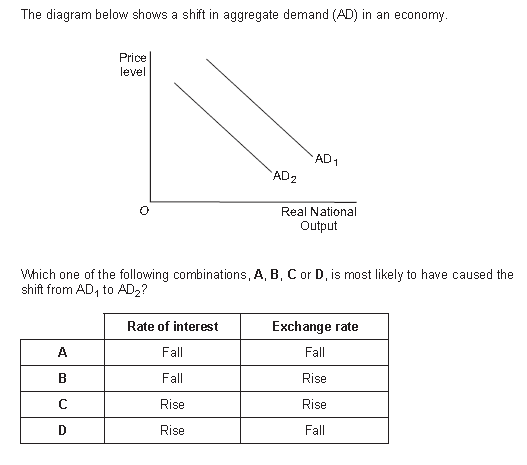 The diagram below shows a shift in aggregate demand (AD) in an economy.
Price
level
AD1
AD2
O
Real National
Output
Which one of the following combinations, A, B, C or D, is most likely to have caused the
shift from AD1 to AD2?
Rate of interest Exchange rate
A Fall Fall
B Fall Rise
C Rise Rise
D Rise Fall